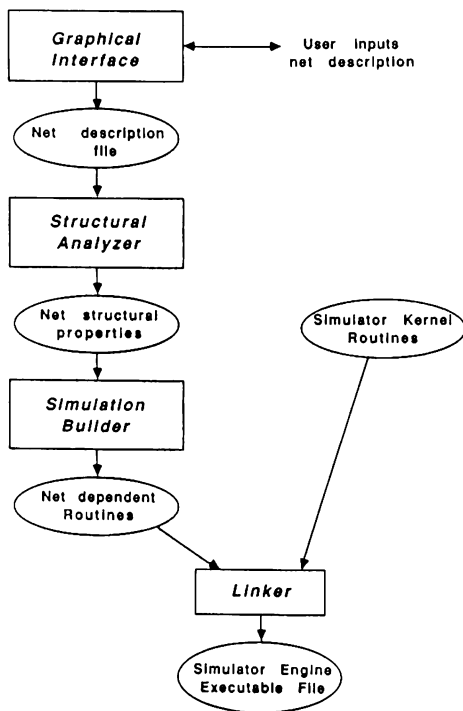 Graphical
Interface
User inputs
net description
Net description
file
Structural
Analyzer
Net structural
properties
Simulator Kernel
Routines
Simulation
Builder
Net dependent
Routines
Linker
Simulator Engine
Executable File